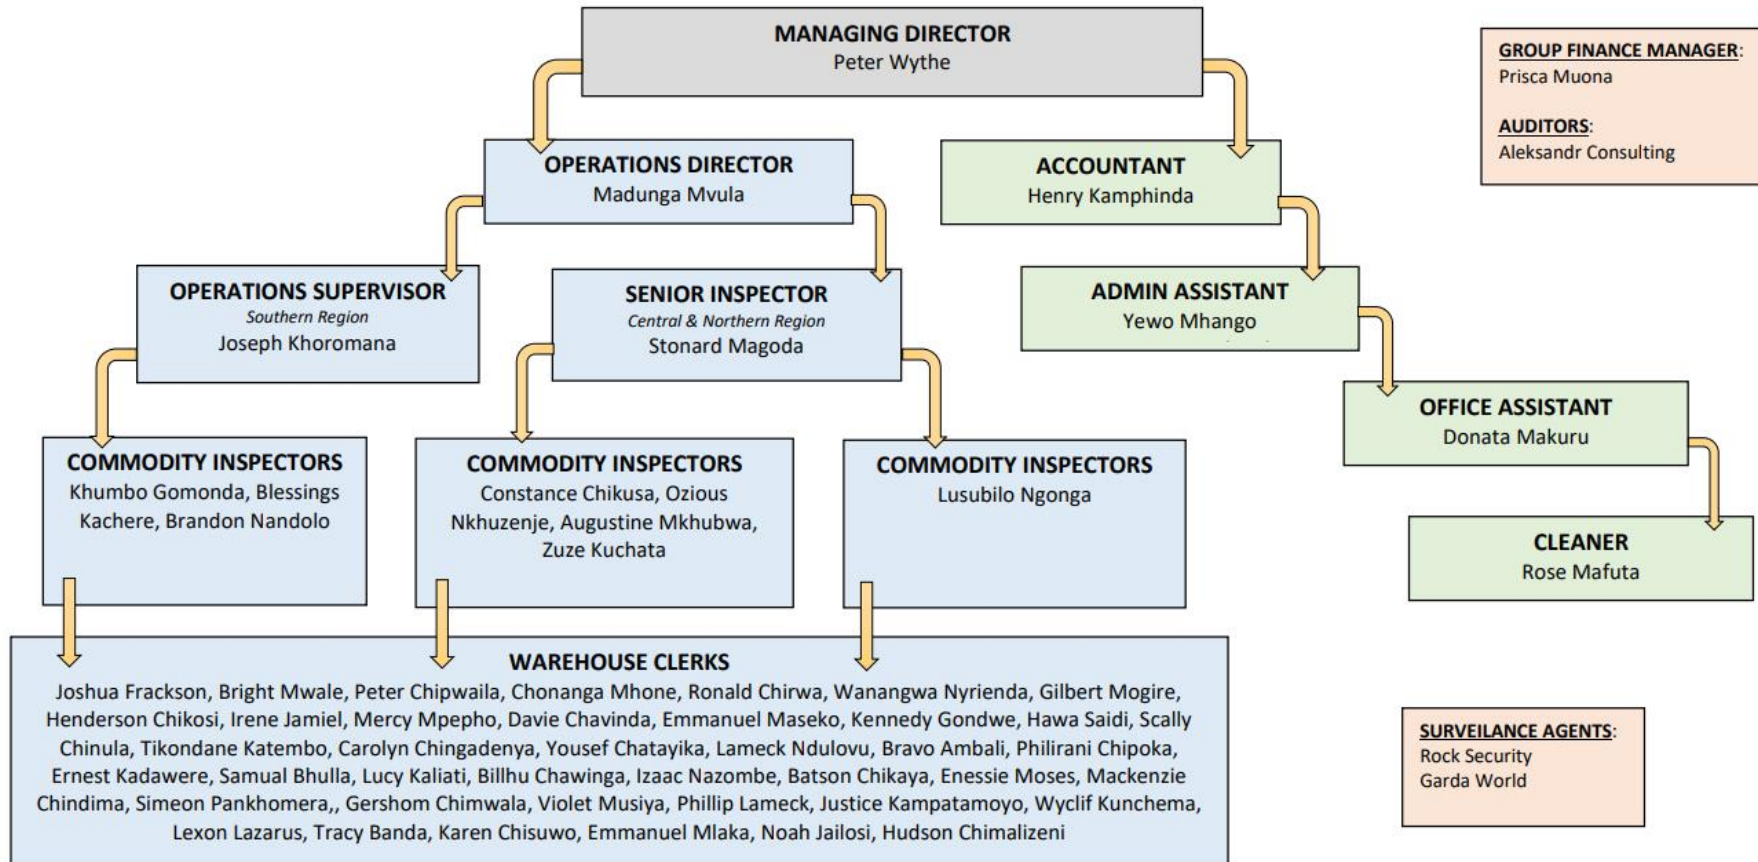 MANAGING DIRECTOR
Peter Wythe
GROUP FINANCE MANAGER:
Prisca Muona
AUDITORS:
Aleksandr Consulting
OPERATIONS DIRECTOR
Madunga Mvula
ACCOUNTANT
Henry Kamphinda
OPERATIONS SUPERVISOR
Southern Region
Joseph Khoromana
SENIOR INSPECTOR
Central & Northern Region
Stonard Magoda
ADMIN ASSISTANT
Yewo Mhango
OFFICE ASSISTANT
Donata Makuru
COMMODITY INSPECTORS
Khumbo Gomonda, Blessings
Kachere, Brandon Nandolo
COMMODITY INSPECTORS
Constance Chikusa, Ozious
Nkhuzenje, Augustine Mkhubwa,
Zuze Kuchata
COMMODITY INSPECTORS
Lusubilo Ngonga
CLEANER
Rose Mafuta
WAREHOUSE CLERKS
Joshua Frackson, Bright Mwale, Peter Chipwaila, Chonanga Mhone, Ronald Chirwa, Wanangwa Nyrienda, Gilbert Mogire,
Henderson Chikosi, Irene Jamiel, Mercy Mpepho, Davie Chavinda, Emmanuel Maseko, Kennedy Gondwe, Hawa Saidi, Scally
Chinula, Tikondane Katembo, Carolyn Chingadenya, Yousef Chatayika, Lameck Ndulovu, Bravo Ambali, Philirani Chipoka,
Ernest Kadawere, Samual Bhulla, Lucy Kaliati, Billhu Chawinga, Izaac Nazombe, Batson Chikaya, Enessie Moses, Mackenzie
Chindima, Simeon Pankhomera,, Gershom Chimwala, Violet Musiya, Phillip Lameck, Justice Kampatamoyo, Wyclif Kunchema,
Lexon Lazarus, Tracy Banda, Karen Chisuwo, Emmanuel Mlaka, Noah Jailosi, Hudson Chimalizeni
SURVEILANCE AGENTS:
Rock Security
Garda World